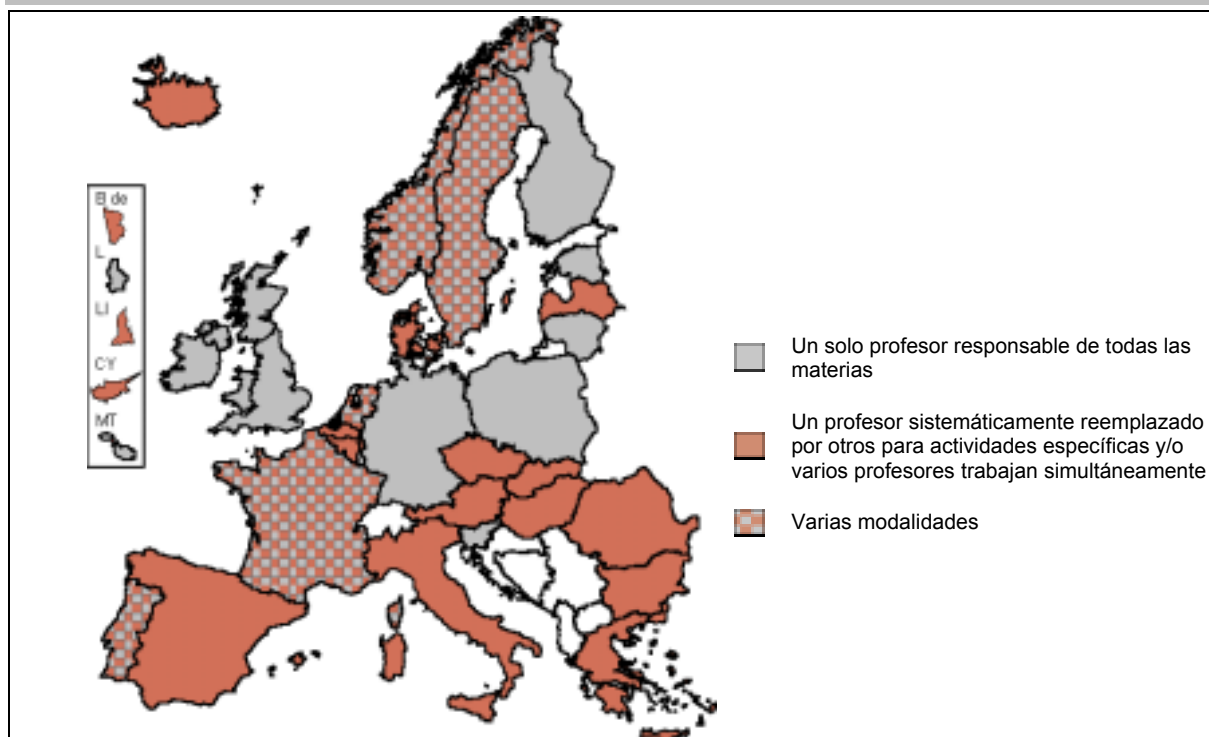 B de
L
LI
CY
MT
Un solo profesor responsable de todas las
materias
Un profesor sistemáticamente reemplazado
por otros para actividades específicas y/o
varios profesores trabajan simultáneamente
Varias modalidades